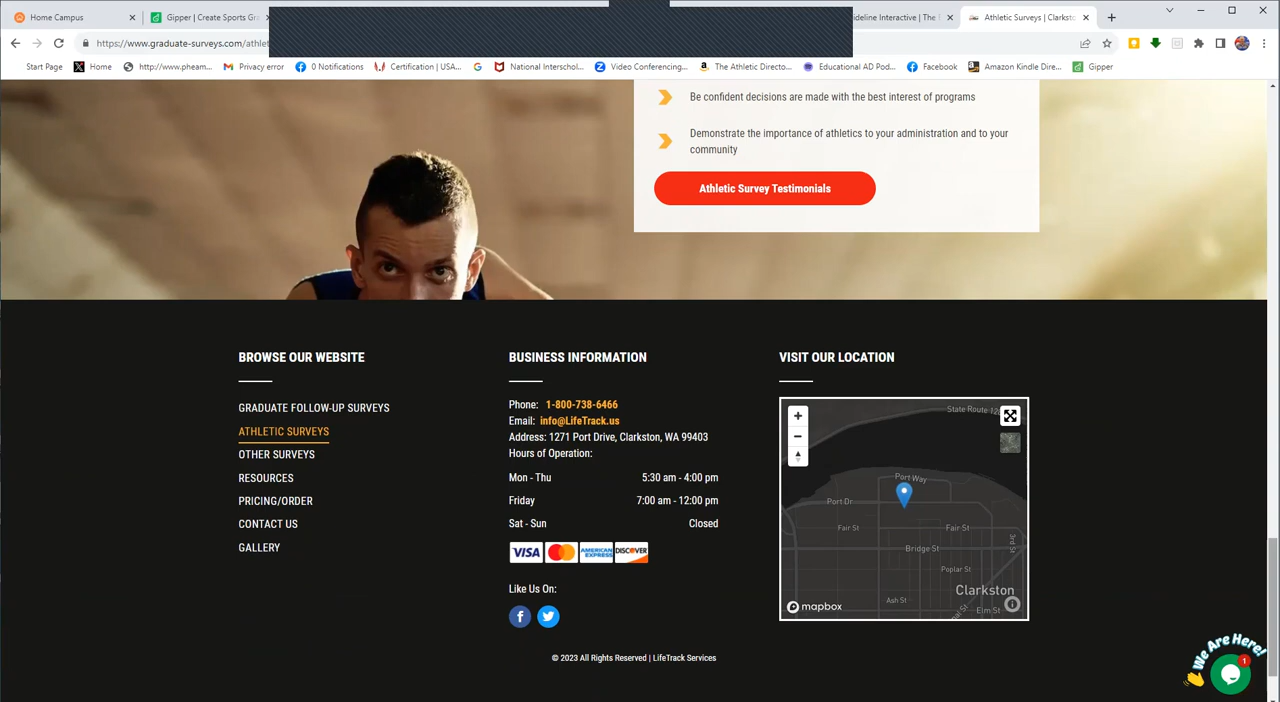 Home Campus
Gipper | Create Sports Gr
ideline Interactive | The
Athletic Surveys | Clarksto
https://www.graduate-surveys.com/athlet
Start Page
Home
http://www.pheam...
Privacy error
0 Notifications
Certification | USA...
National Interschol...
Video Conferencing...
The Athletic Directo...
Educational AD Pod...
Facebook
Amazon Kindle Dire...
Gipper
Be confident decisions are made with the best interest of programs
Demonstrate the importance of athletics to your administration and to your
community
Athletic Survey Testimonials
BROWSE OUR WEBSITE
GRADUATE FOLLOW-UP SURVEYS
ATHLETIC SURVEYS
OTHER SURVEYS
RESOURCES
PRICING/ORDER
CONTACT US
GALLERY
BUSINESS INFORMATION
Phone: 1-800-738-6466
Email: info@LifeTrack.us
Address: 1271 Port Drive, Clarkston, WA 99403
Hours of Operation:
Mon - Thu 5:30 am - 4:00 pm
Friday 7:00 am - 12:00 pm
Sat - Sun Closed
VISA MasterCard AMERICAN EXPRESS DISCOVER
Like Us On:
VISIT OUR LOCATION
State Route 12
Port Way
Port Dr
Fair St
Fair St
3rd St
Bridge St
Poplar St
Clarkston
Ash St
Elm St
mapbox
© 2023 All Rights Reserved | LifeTrack Services
We Are Here!
1